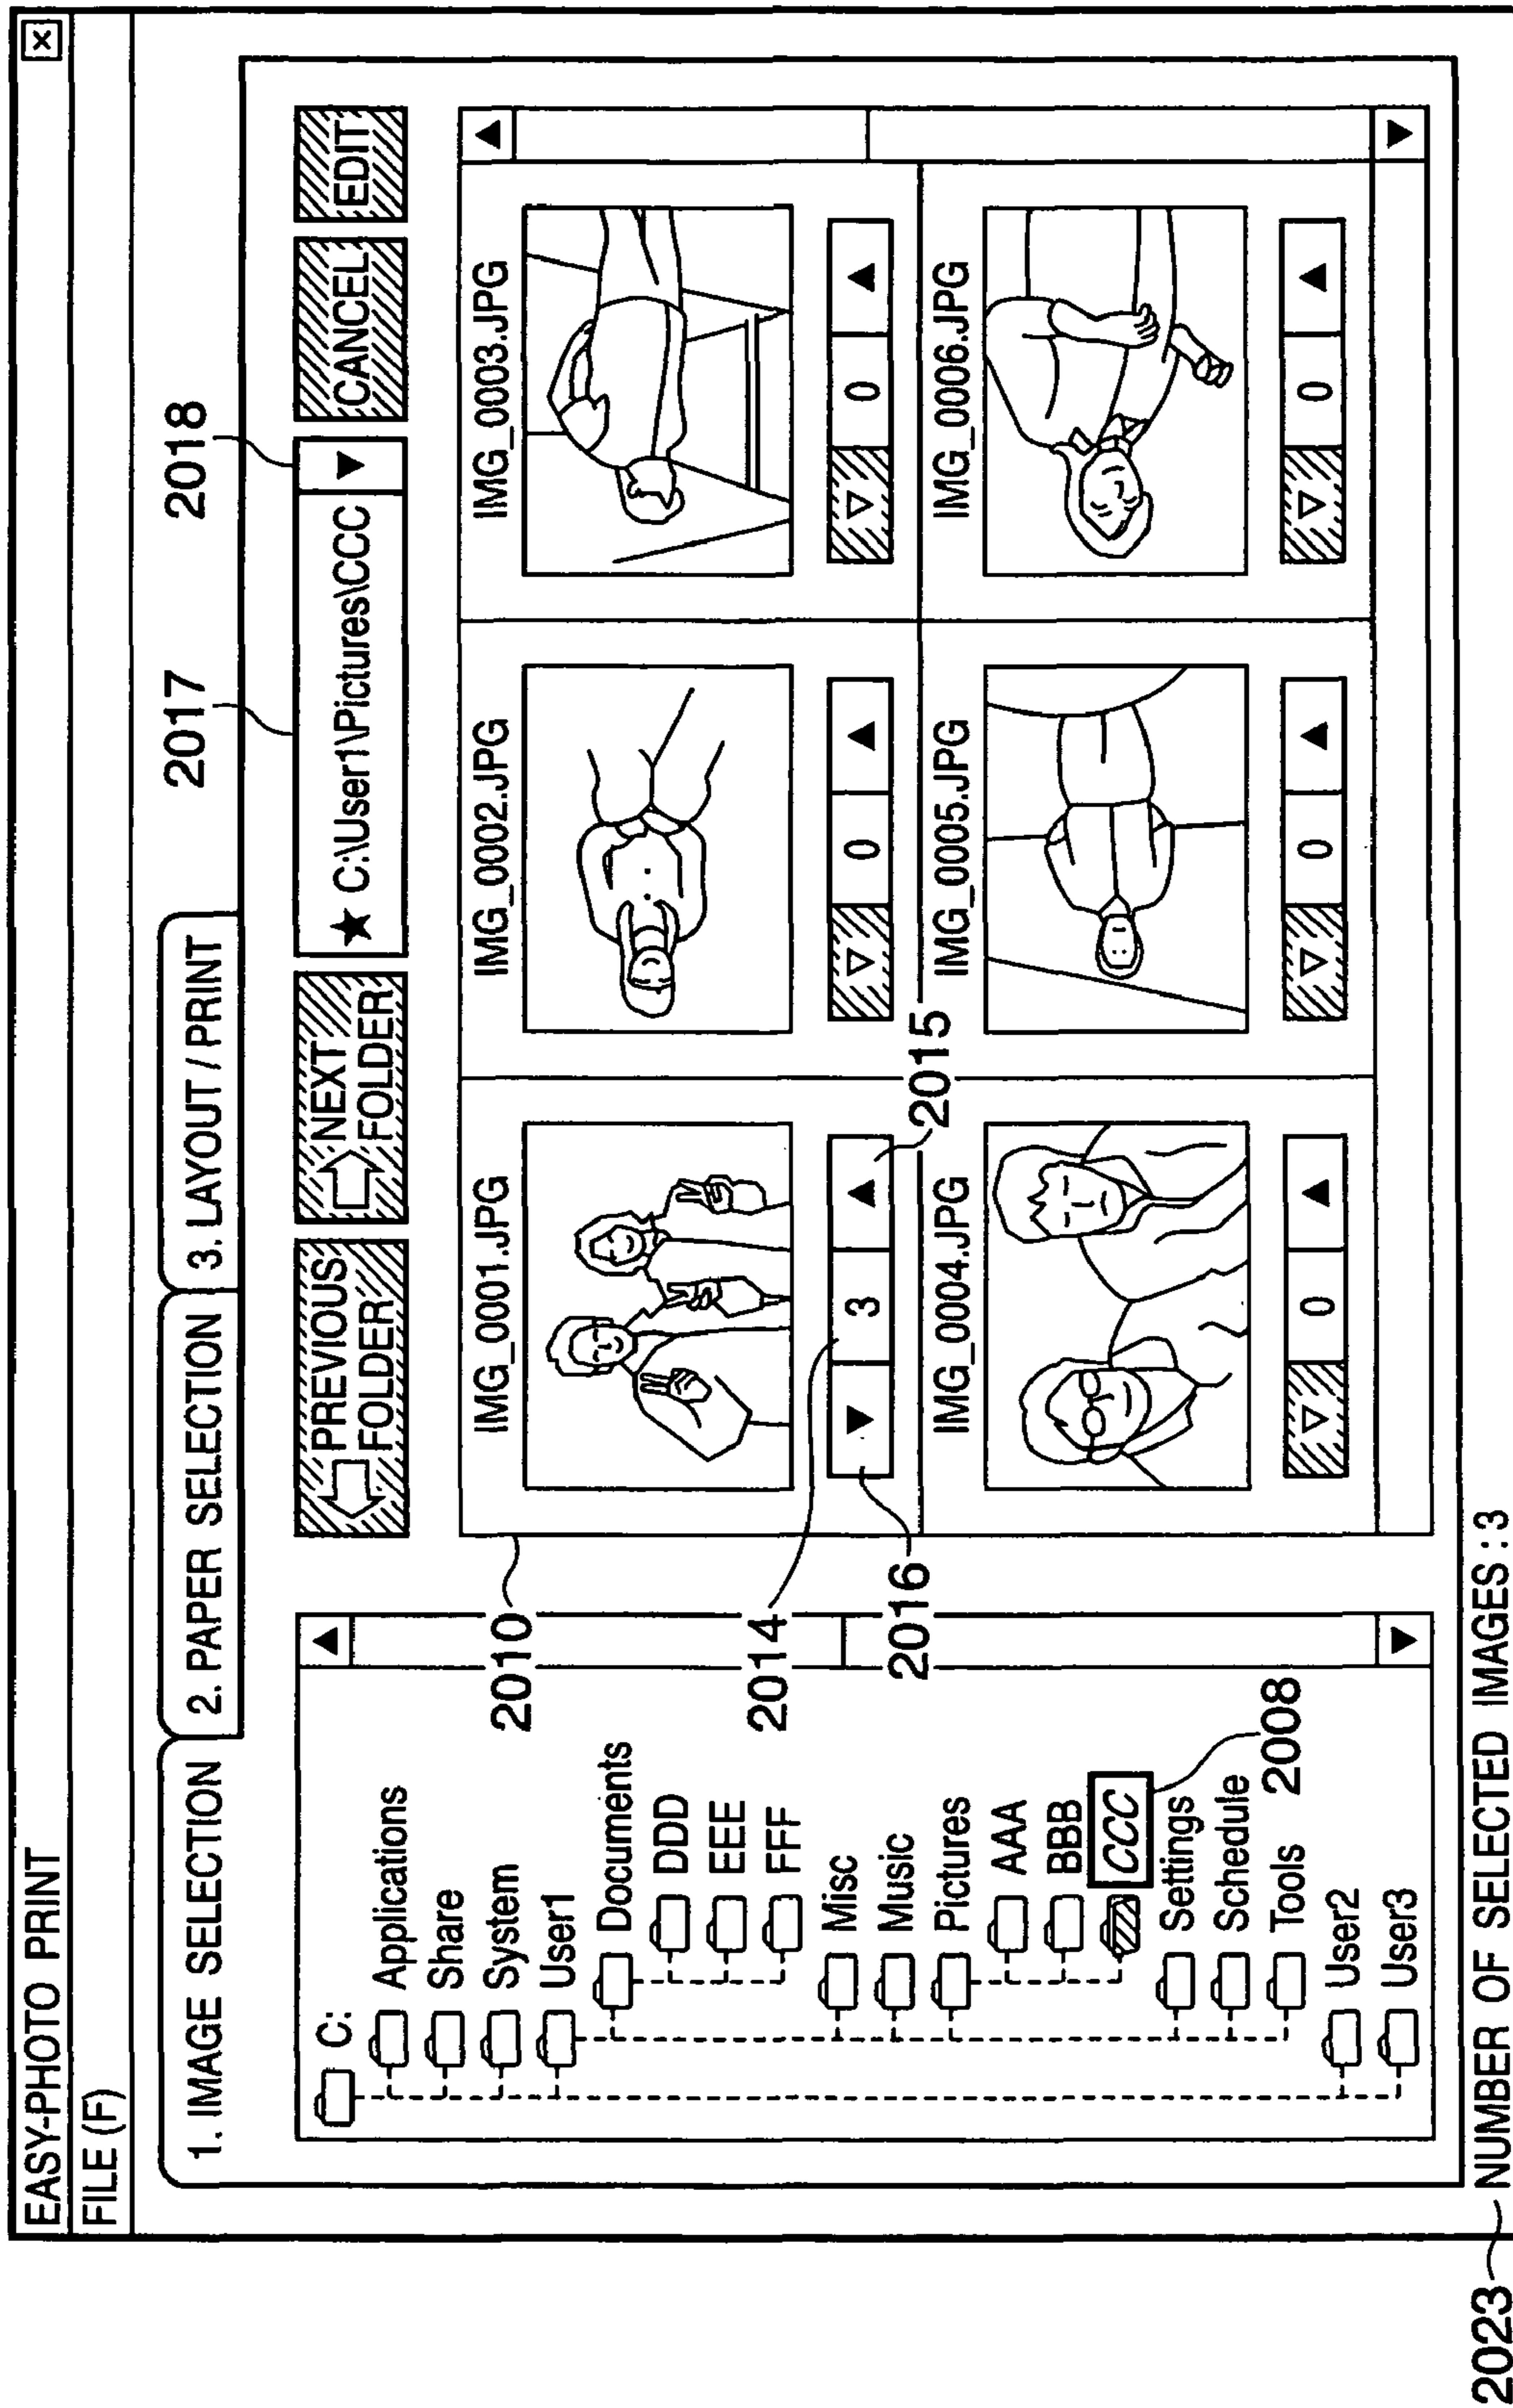 EASY-PHOTO PRINT
FILE (F)
1. IMAGE SELECTION
2. PAPER SELECTION
3. LAYOUT / PRINT
2017
2018
PREVIOUS FOLDER
NEXT FOLDER
★ C:\User1\Pictures\CCC
CANCEL
EDIT
C:
Applications
Share
System
User1
Documents
DDD
EEE
FFF
Misc
Music
Pictures
AAA
BBB
CCC
Settings
Schedule
Tools
User2
User3
2008
2010
2014
2016
2015
IMG_0001.JPG
IMG_0002.JPG
IMG_0003.JPG
3
0
0
IMG_0004.JPG
IMG_0005.JPG
IMG_0006.JPG
0
0
0
2023
NUMBER OF SELECTED IMAGES : 3